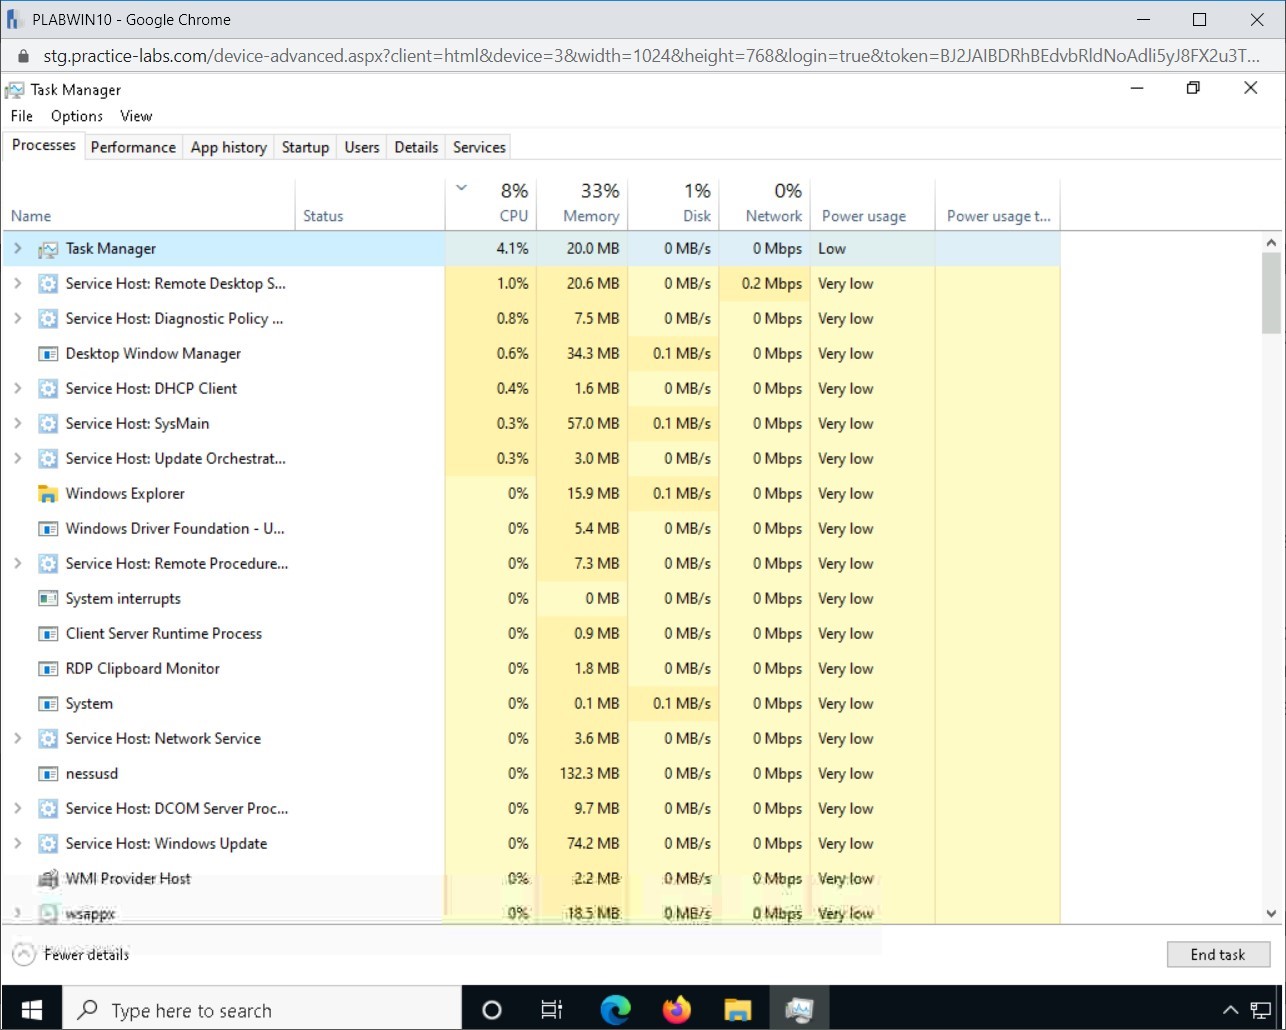 PLABWIN10 - Google Chrome
stg.practice-labs.com/device-advanced.aspx?client=html&device=3&width=1024&height=768&login=true&token=BJ2JAIBDRhBEdvbRldNoAdli5yJ8FX2u3T...
Task Manager
File Options View
Processes Performance App history Startup Users Details Services
8% 33% 1% 0%
Name Status CPU Memory Disk Network Power usage Power usage t...
Task Manager 4.1% 20.0 MB 0 MB/s 0 Mbps Low
Service Host: Remote Desktop S... 1.0% 20.6 MB 0 MB/s 0.2 Mbps Very low
Service Host: Diagnostic Policy ... 0.8% 7.5 MB 0 MB/s 0 Mbps Very low
Desktop Window Manager 0.6% 34.3 MB 0.1 MB/s 0 Mbps Very low
Service Host: DHCP Client 0.4% 1.6 MB 0 MB/s 0 Mbps Very low
Service Host: SysMain 0.3% 57.0 MB 0.1 MB/s 0 Mbps Very low
Service Host: Update Orchestrat... 0.3% 3.0 MB 0 MB/s 0 Mbps Very low
Windows Explorer 0% 15.9 MB 0.1 MB/s 0 Mbps Very low
Windows Driver Foundation - U... 0% 5.4 MB 0 MB/s 0 Mbps Very low
Service Host: Remote Procedure... 0% 7.3 MB 0 MB/s 0 Mbps Very low
System interrupts 0% 0 MB 0 MB/s 0 Mbps Very low
Client Server Runtime Process 0% 0.9 MB 0 MB/s 0 Mbps Very low
RDP Clipboard Monitor 0% 1.8 MB 0 MB/s 0 Mbps Very low
System 0% 0.1 MB 0.1 MB/s 0 Mbps Very low
Service Host: Network Service 0% 3.6 MB 0 MB/s 0 Mbps Very low
nessusd 0% 132.3 MB 0 MB/s 0 Mbps Very low
Service Host: DCOM Server Proc... 0% 9.7 MB 0 MB/s 0 Mbps Very low
Service Host: Windows Update 0% 74.2 MB 0 MB/s 0 Mbps Very low
WMI Provider Host 0% 2.2 MB 0 MB/s 0 Mbps Very low
wsappx 0% 18.5 MB 0 MB/s 0 Mbps Very low
Fewer details End task
Type here to search